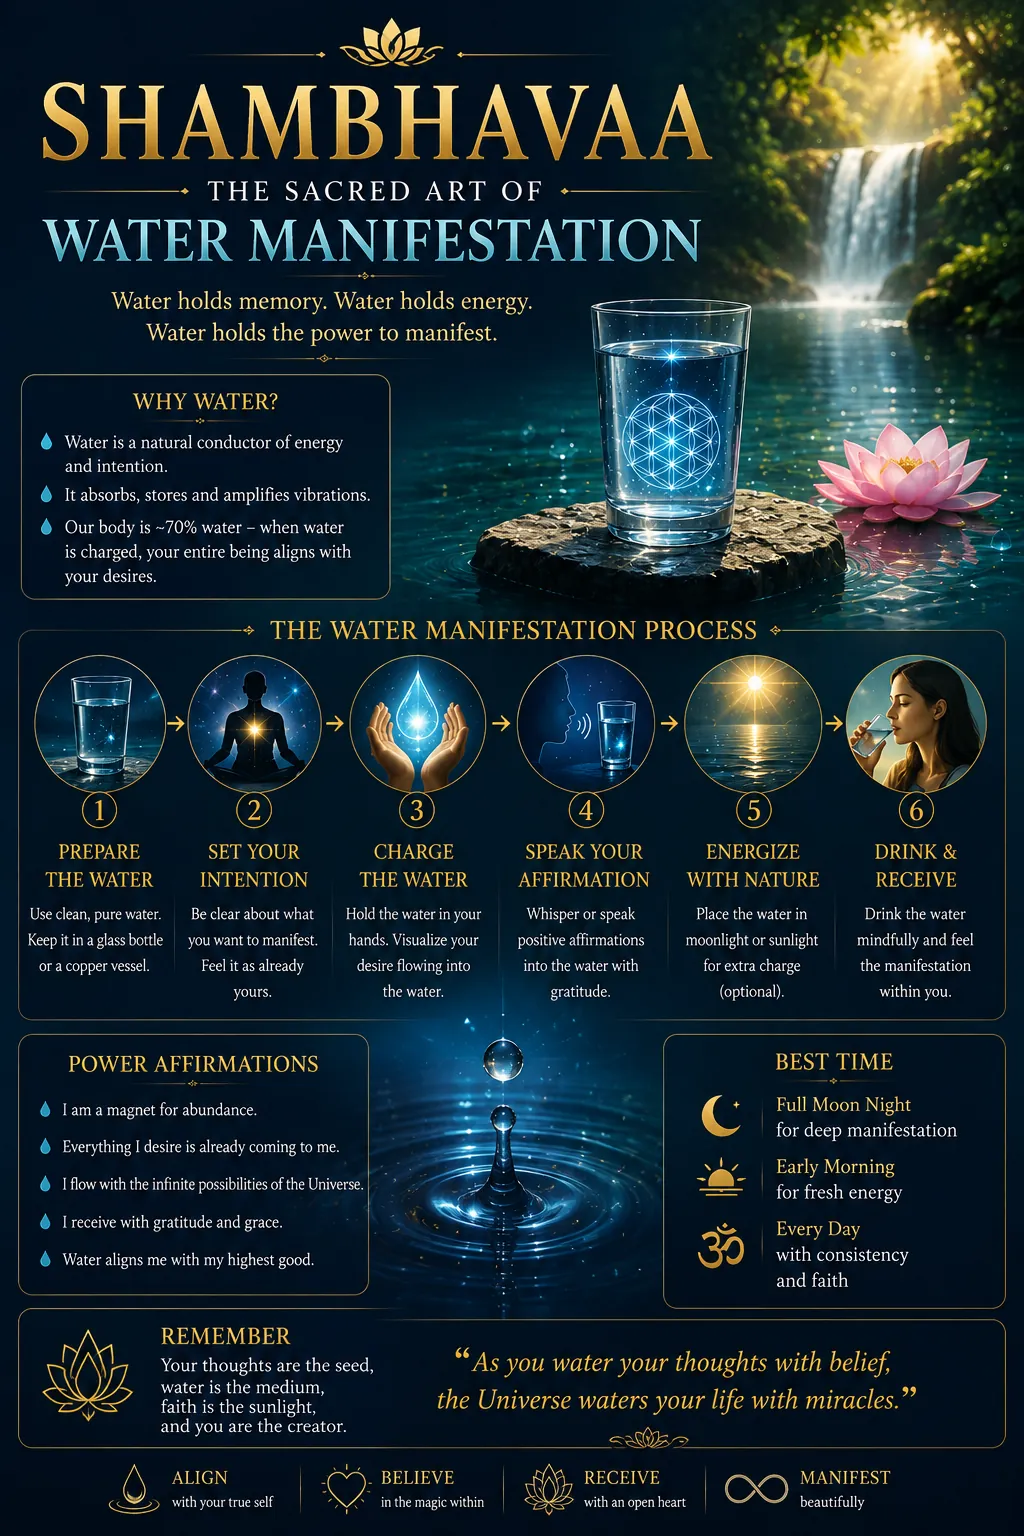 SHAMBHAVAA
THE SACRED ART OF
WATER MANIFESTATION
Water holds memory. Water holds energy.
Water holds the power to manifest.
WHY WATER?
Water is a natural conductor of energy
and intention.
It absorbs, stores and amplifies vibrations.
Our body is ~70% water – when water
is charged, your entire being aligns with
your desires.
THE WATER MANIFESTATION PROCESS
1
PREPARE
THE WATER
Use clean, pure water.
Keep it in a glass bottle
or a copper vessel.
2
SET YOUR
INTENTION
Be clear about what
you want to manifest.
Feel it as already
yours.
3
CHARGE
THE WATER
Hold the water in your
hands. Visualize your
desire flowing into
the water.
4
SPEAK YOUR
AFFIRMATION
Whisper or speak
positive affirmations
into the water with
gratitude.
5
ENERGIZE
WITH NATURE
Place the water in
moonlight or sunlight
for extra charge
(optional).
6
DRINK &
RECEIVE
Drink the water
mindfully and feel
the manifestation
within you.
POWER AFFIRMATIONS
I am a magnet for abundance.
Everything I desire is already coming to me.
I flow with the infinite possibilities of the Universe.
I receive with gratitude and grace.
Water aligns me with my highest good.
BEST TIME
Full Moon Night
for deep manifestation
Early Morning
for fresh energy
ॐ
Every Day
with consistency
and faith
REMEMBER
Your thoughts are the seed,
water is the medium,
faith is the sunlight,
and you are the creator.
“As you water your thoughts with belief,
the Universe waters your life with miracles.”
ALIGN
with your true self
BELIEVE
in the magic within
RECEIVE
with an open heart
MANIFEST
beautifully